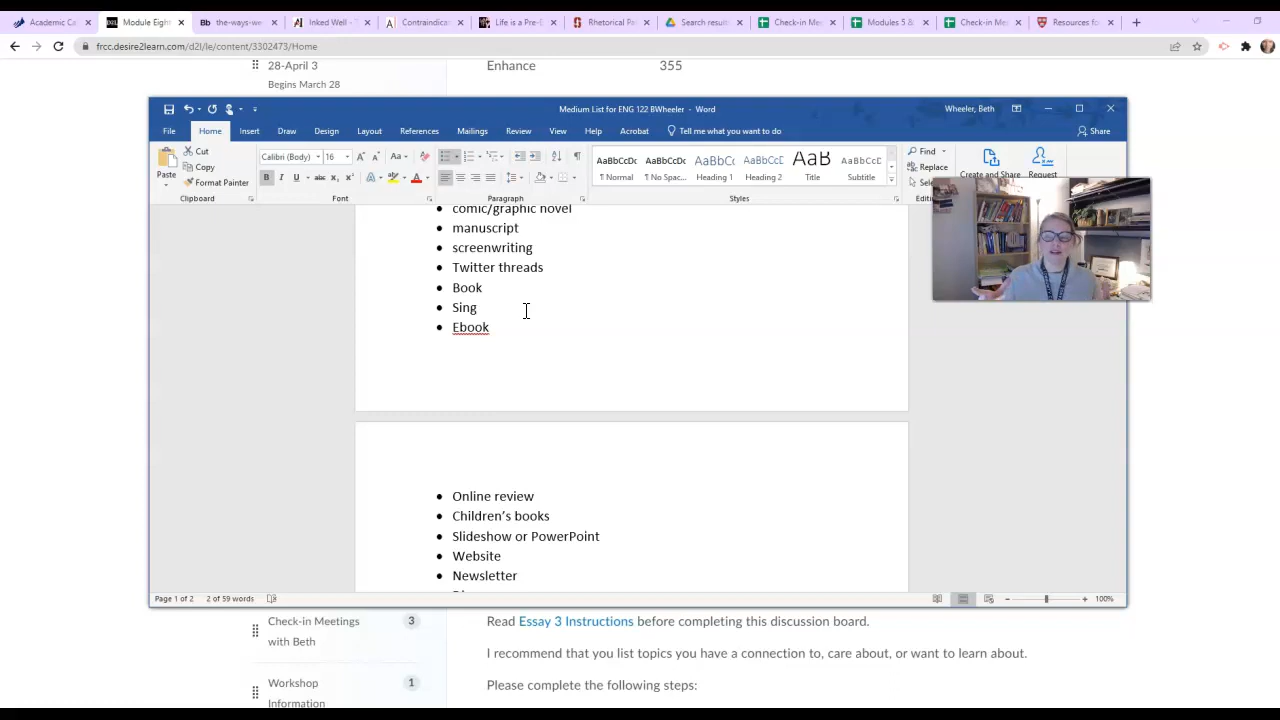 Academic Ca
Module Eigh
Bb the-ways-we
Inked Well - T
Contraindica
Life is a Pre-E
Rhetorical Pa
Search result
Check-in Mee
Modules 5 &
Check-in Mee
Resources fo
frcc.desire2learn.com/d2l/le/content/3302473/Home
28-April 3
Begins March 28
Enhance 355
Medium List for ENG 122 BWheeler - Word
Wheeler, Beth
File Home Insert Draw Design Layout References Mailings Review View Help Acrobat Tell me what you want to do Share
Paste
Cut
Copy
Format Painter
Clipboard
Calibri (Body) 16
Font
Paragraph
AaBbCcDc AaBbCcDc AaBbCc AaBbCcC AaB AaBbCcD
¶ Normal ¶ No Spac... Heading 1 Heading 2 Title Subtitle
Styles
Find
Replace
Sele
Editi
Create and Share
Request
comic/graphic novel
• manuscript
• screenwriting
• Twitter threads
• Book
• Sing
• Ebook
• Online review
• Children's books
• Slideshow or PowerPoint
• Website
• Newsletter
Page 1 of 2 2 of 59 words 100%
Check-in Meetings
with Beth
3
Workshop
Information
1
Read Essay 3 Instructions before completing this discussion board.
I recommend that you list topics you have a connection to, care about, or want to learn about.
Please complete the following steps: